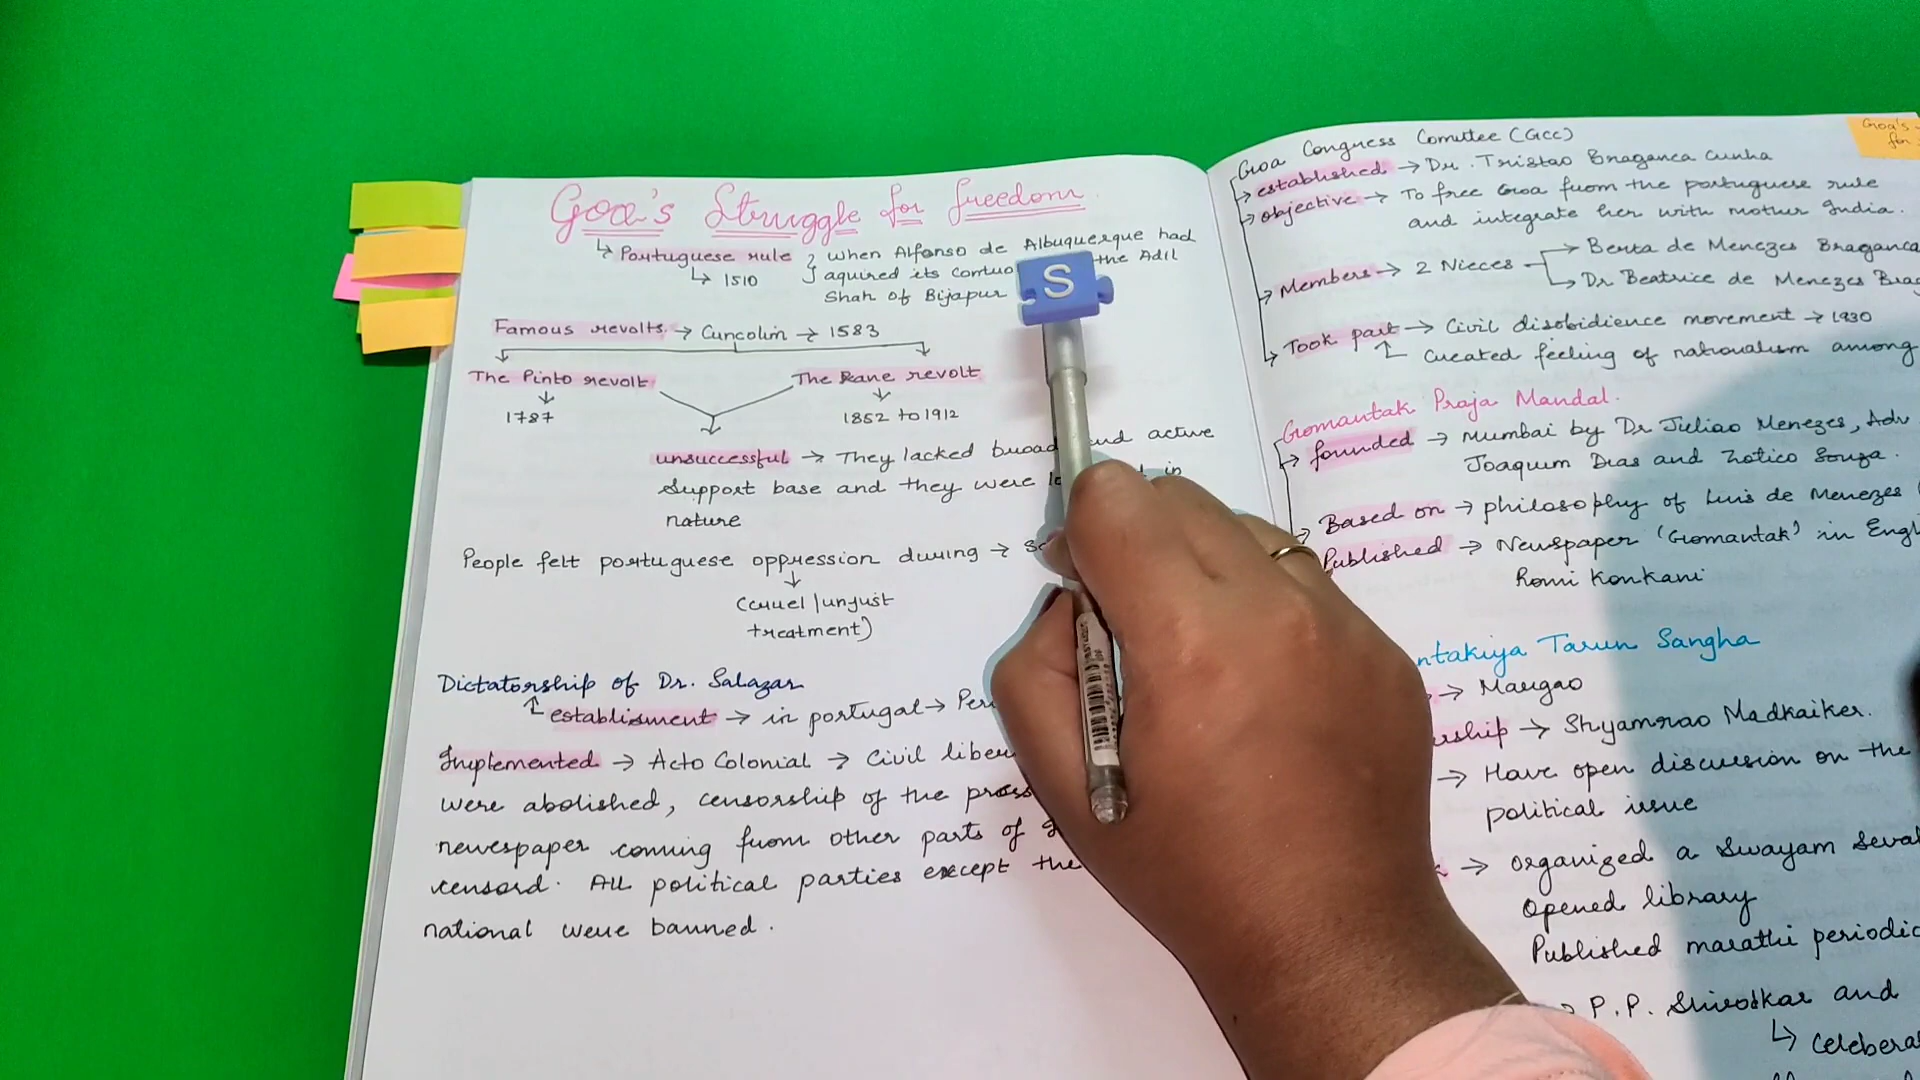 Goa's Struggle for freedom
Portuguese rule
1510
when Alfonso de Albuquerque had
aquired its the Adil
Shah of Bijapur
S
Famous revolts → Cuncolim → 1583
The Pinto revolt
The Rane revolt
1787
1852 to 1912
unsuccessful → They lacked broad and active
support base and they were in
nature
People felt portuguese oppression during →
(cruel/unjust
treatment)
Dictatorship of Dr. Salazar
establisment → in portugal →
Implemented → Acto Colonial → Civil
were abolished, censorship of the press
newspaper coming from other parts of
censord. All political parties except the
national were banned.
Goa Congress Comitee (GCC)
established → Dr. Tristao Braganca Cunha
objective → To free Goa from the portuguese rule
and integrate her with mother India.
Members → 2 Nieces
Berta de Menezes Braganca
Dr Beatrice de Menezes
Took part → Civil disobidience movement → 1930
Created feeling of nationalism among
Gomantak Praja Mandal.
founded → Mumbai by Dr Juliao Menezes, Adv
Joaquim Dias and Zotico Souza.
Based on → philosophy of Luis de Menezes
Published → Newspaper 'Gomantak' in
Romi Konkani
Tarun Sangha
→ Margao
→ Shyamrao Madkaiker.
→ Have open discussion on the
political issue
→ organized a Swayam
Opened library
Published marathi
P.P. Shirodkar and
Goa's
for